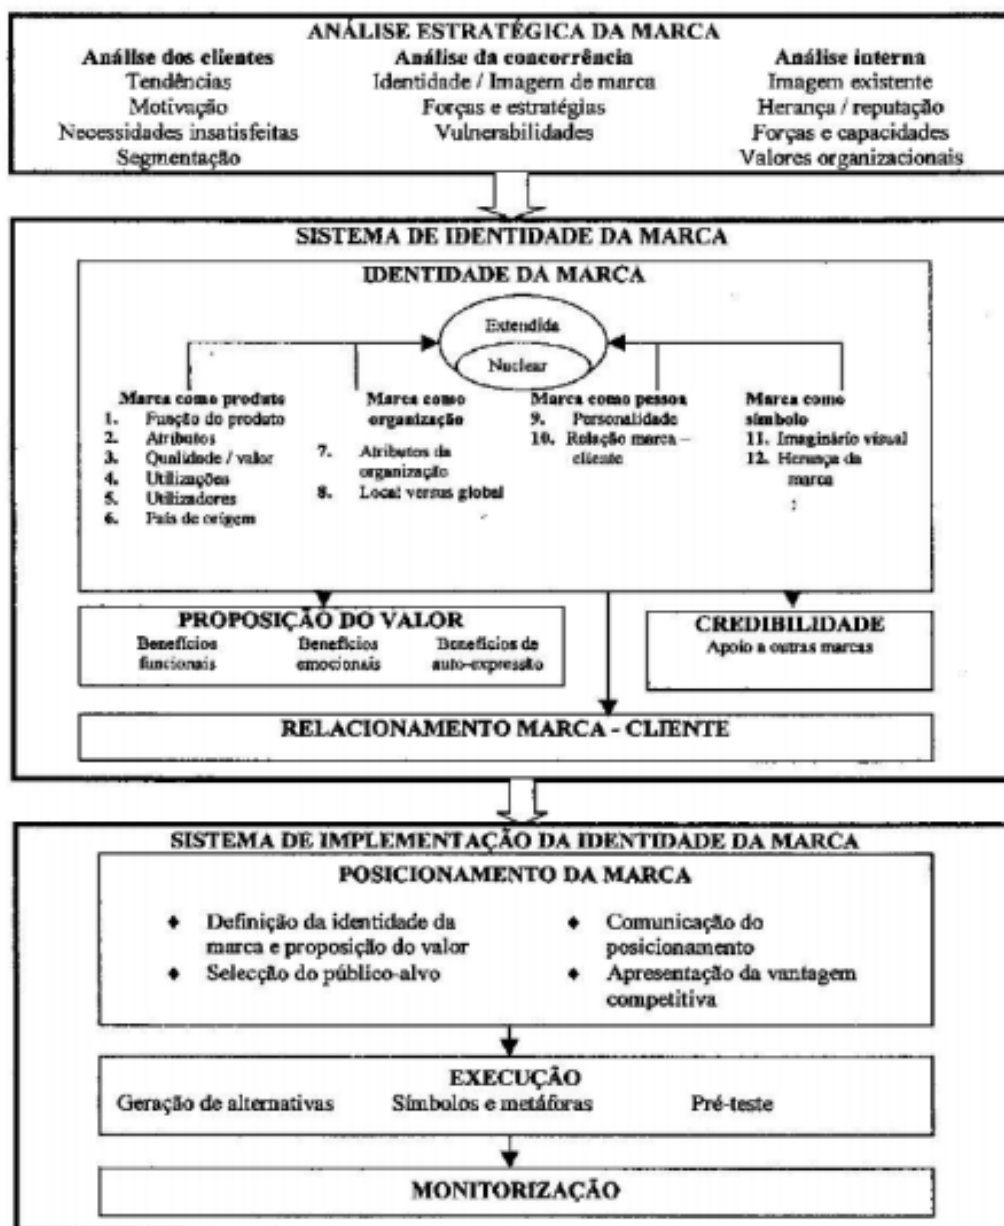 ANÁLISE ESTRATÉGICA DA MARCA
Análise dos clientes
Tendências
Motivação
Necessidades insatisfeitas
Segmentação
Análise da concorrência
Identidade / Imagem de marca
Forças e estratégias
Vulnerabilidades
Análise interna
Imagem existente
Herança / reputação
Forças e capacidades
Valores organizacionais
SISTEMA DE IDENTIDADE DA MARCA
IDENTIDADE DA MARCA
Extendida
Nuclear
Marca como produto
1. Função do produto
2. Atributos
3. Qualidade / valor
4. Utilizações
5. Utilizadores
6. País de origem
Marca como
organização
7. Atributos da
organização
8. Local versus global
Marca como pessoa
9. Personalidade
10. Relação marca –
cliente
Marca como
símbolo
11. Imaginário visual
12. Herança da
marca
PROPOSIÇÃO DO VALOR
Benefícios
funcionais
Benefícios
emocionais
Benefícios de
auto-expressão
CREDIBILIDADE
Apoio a outras marcas
RELACIONAMENTO MARCA - CLIENTE
SISTEMA DE IMPLEMENTAÇÃO DA IDENTIDADE DA MARCA
POSICIONAMENTO DA MARCA
♦ Definição da identidade da
marca e proposição do valor
♦ Selecção do público-alvo
♦ Comunicação do
posicionamento
♦ Apresentação da vantagem
competitiva
EXECUÇÃO
Geração de alternativas
Símbolos e metáforas
Pré-teste
MONITORIZAÇÃO